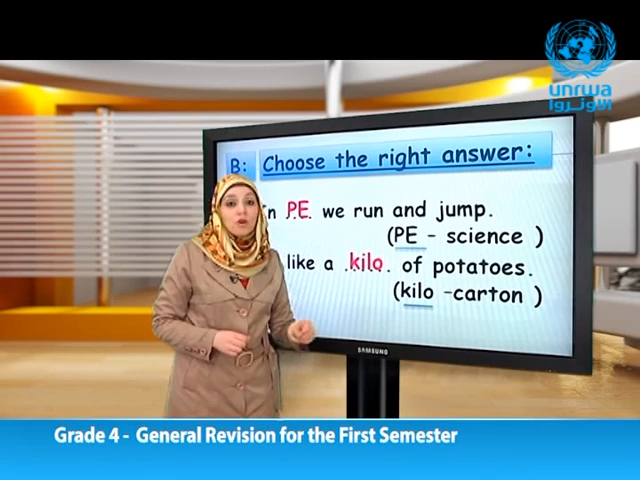 unrwa
الأونروا
B: Choose the right answer:
In PE we run and jump.
(PE - science )
like a .kilo. of potatoes.
(kilo -carton )
SAMSUNG
Grade 4 - General Revision for the First Semester